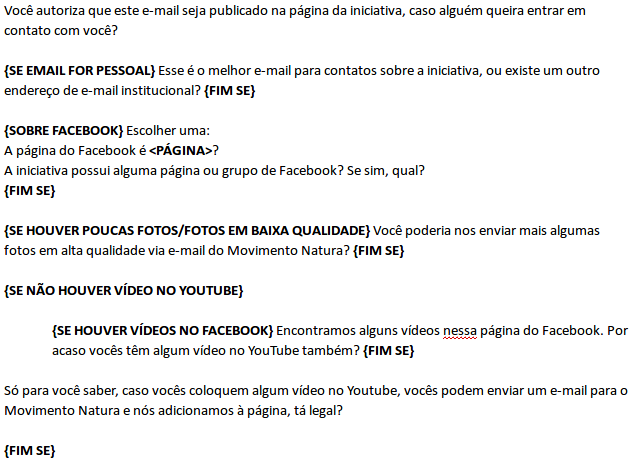 Você autoriza que este e-mail seja publicado na página da iniciativa, caso alguém queira entrar em
contato com você?
{SE EMAIL FOR PESSOAL} Esse é o melhor e-mail para contatos sobre a iniciativa, ou existe um outro
endereço de e-mail institucional? {FIM SE}
{SOBRE FACEBOOK} Escolher uma:
A página do Facebook é <PÁGINA>?
A iniciativa possui alguma página ou grupo de Facebook? Se sim, qual?
{FIM SE}
{SE HOUVER POUCAS FOTOS/FOTOS EM BAIXA QUALIDADE} Você poderia nos enviar mais algumas
fotos em alta qualidade via e-mail do Movimento Natura? {FIM SE}
{SE NÃO HOUVER VÍDEO NO YOUTUBE}
{SE HOUVER VÍDEOS NO FACEBOOK} Encontramos alguns vídeos nessa página do Facebook. Por
acaso vocês têm algum vídeo no YouTube também? {FIM SE}
Só para você saber, caso vocês coloquem algum vídeo no Youtube, vocês podem enviar um e-mail para o
Movimento Natura e nós adicionamos à página, tá legal?
{FIM SE}